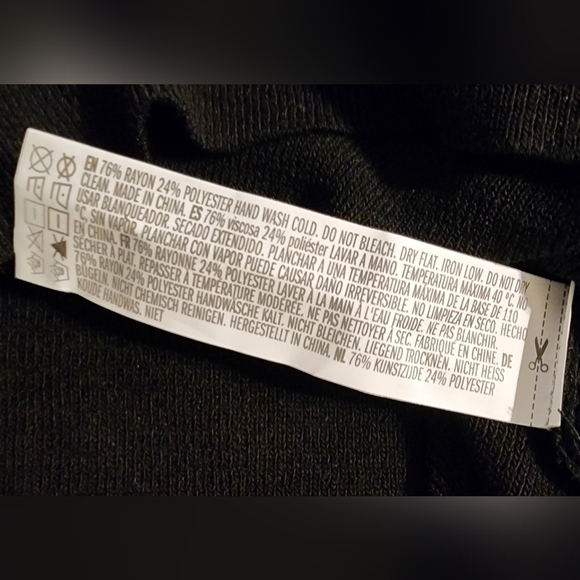 EN 76% RAYON 24% POLYESTER HAND WASH COLD. DO NOT BLEACH. DRY FLAT. IRON LOW. DO NOT DRY
CLEAN. MADE IN CHINA. ES 76% viscosa 24% poliéster LAVAR A MANO. TEMPERATURA MÁXIMA 40 °C. NO
USAR BLANQUEADOR. SECADO EXTENDIDO. PLANCHAR A UNA TEMPERATURA MÁXIMA DE LA BASE DE 110
°C, SIN VAPOR. PLANCHAR CON VAPOR PUEDE CAUSAR DAÑO IRREVERSIBLE. NO LIMPIEZA EN SECO. HECHO
EN CHINA. FR 76% RAYONNE 24% POLYESTER LAVER À LA MAIN À L'EAU FROIDE. NE PAS BLANCHIR.
SÉCHER À PLAT. REPASSER À TEMPÉRATURE MODÉRÉE. NE PAS NETTOYER À SEC. FABRIQUÉ EN CHINE. DE
76% RAYON 24% POLYESTER HANDWÄSCHE KALT. NICHT BLEICHEN. LIEGEND TROCKNEN. NICHT HEISS
BÜGELN. NICHT CHEMISCH REINIGEN. HERGESTELLT IN CHINA. NL 76% KUNSTZIJDE 24% POLYESTER
KOUDE HANDWAS. NIET